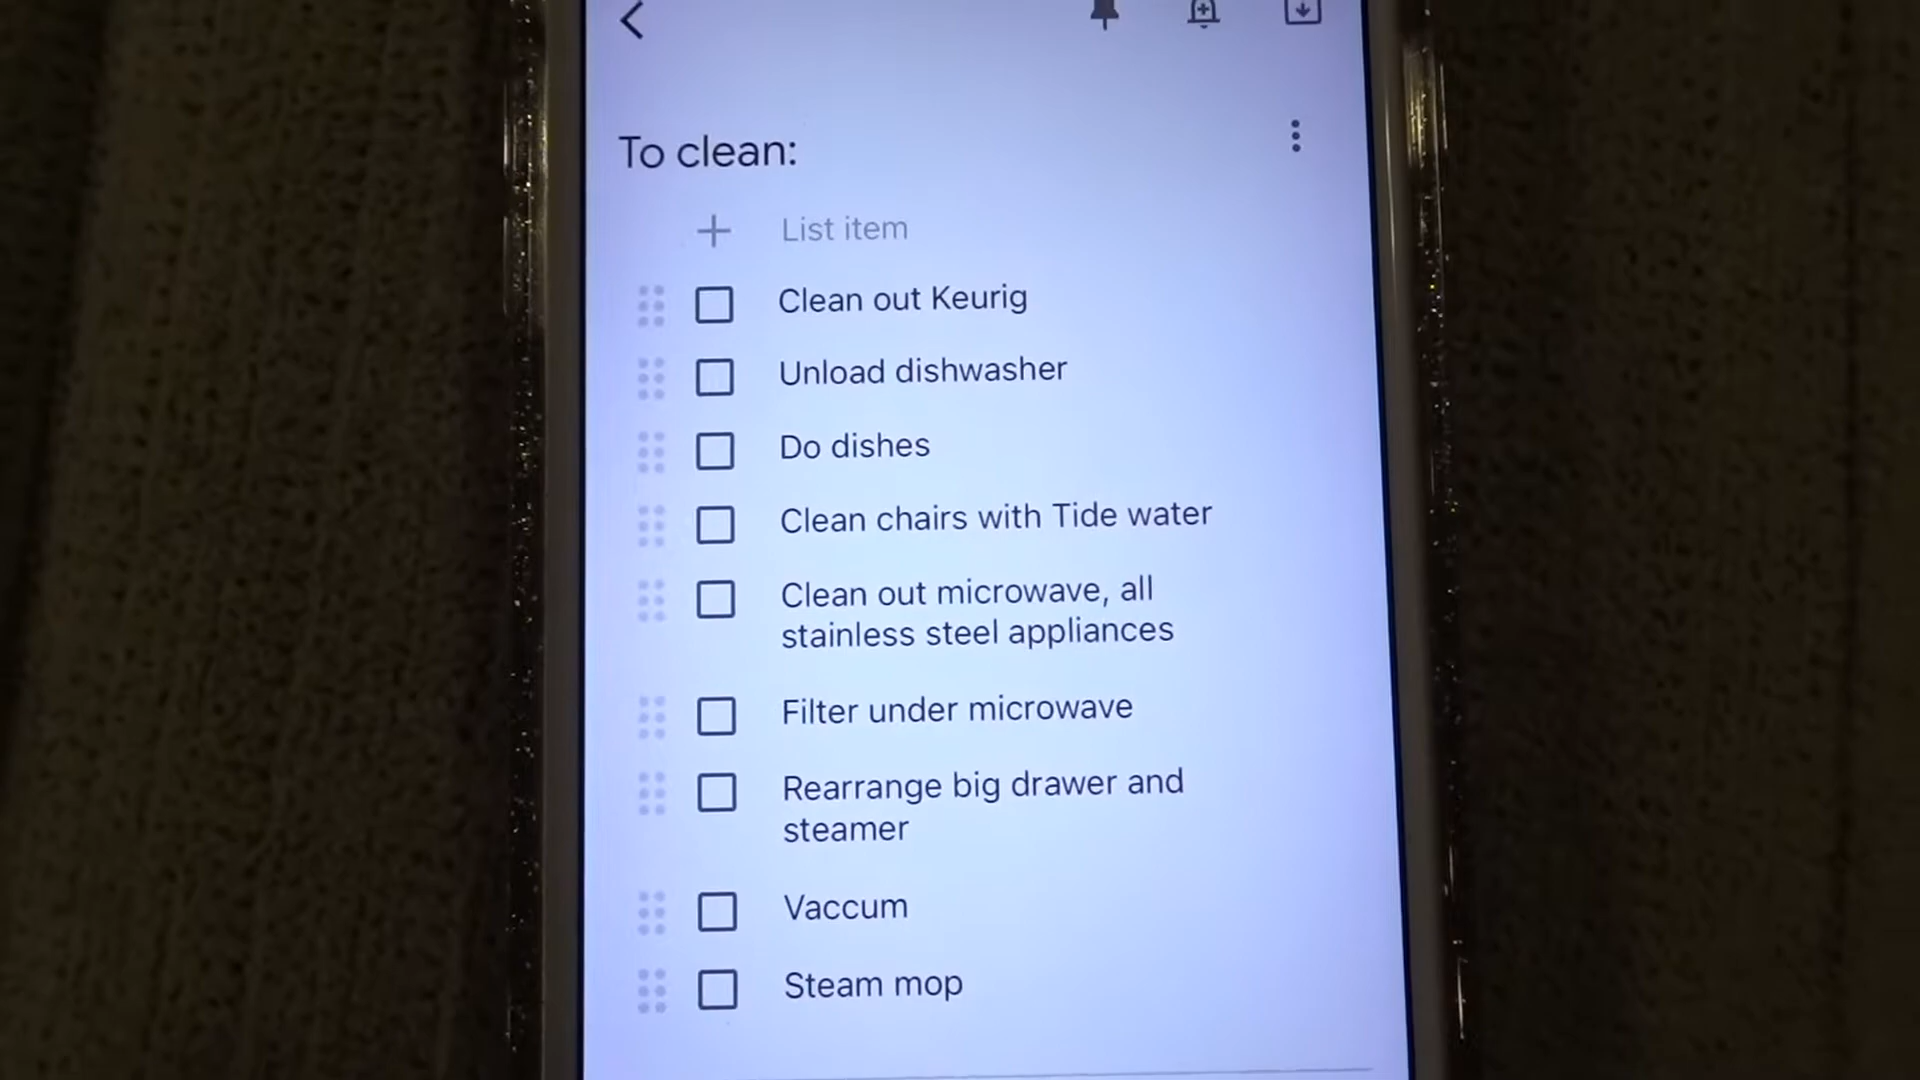 To clean:
List item
Clean out Keurig
Unload dishwasher
Do dishes
Clean chairs with Tide water
Clean out microwave, all
stainless steel appliances
Filter under microwave
Rearrange big drawer and
steamer
Vaccum
Steam mop